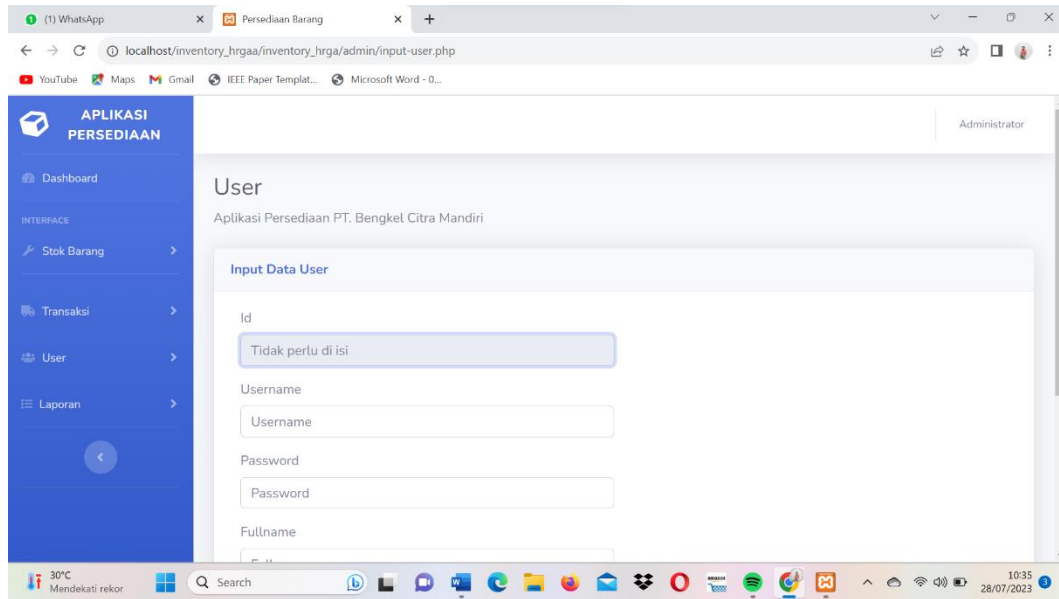 (1) WhatsApp
Persediaan Barang
localhost/inventory_hrgaa/inventory_hrga/admin/input-user.php
YouTube Maps Gmail IEEE Paper Templat... Microsoft Word - 0...
APLIKASI
PERSEDIAAN
Administrator
Dashboard
INTERFACE
Stok Barang
Transaksi
User
Laporan
User
Aplikasi Persediaan PT. Bengkel Citra Mandiri
Input Data User
Id
Tidak perlu di isi
Username
Username
Password
Password
Fullname
30°C
Mendekati rekor
Search
10:35
28/07/2023
3